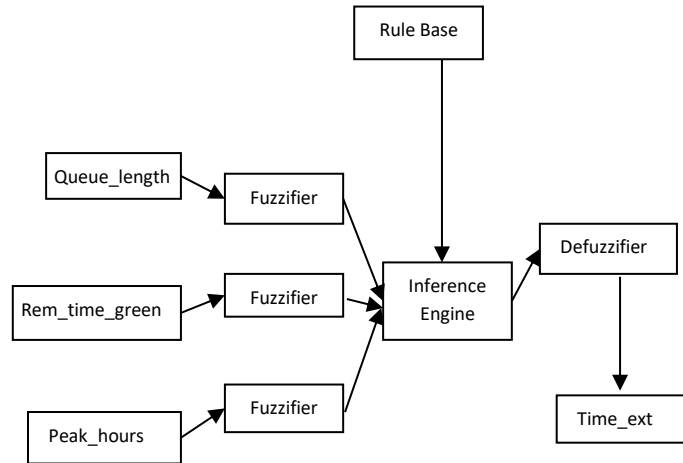 Rule Base
Queue_length
Fuzzifier
Defuzzifier
Inference
Engine
Rem_time_green
Fuzzifier
Fuzzifier
Peak_hours
Time_ext